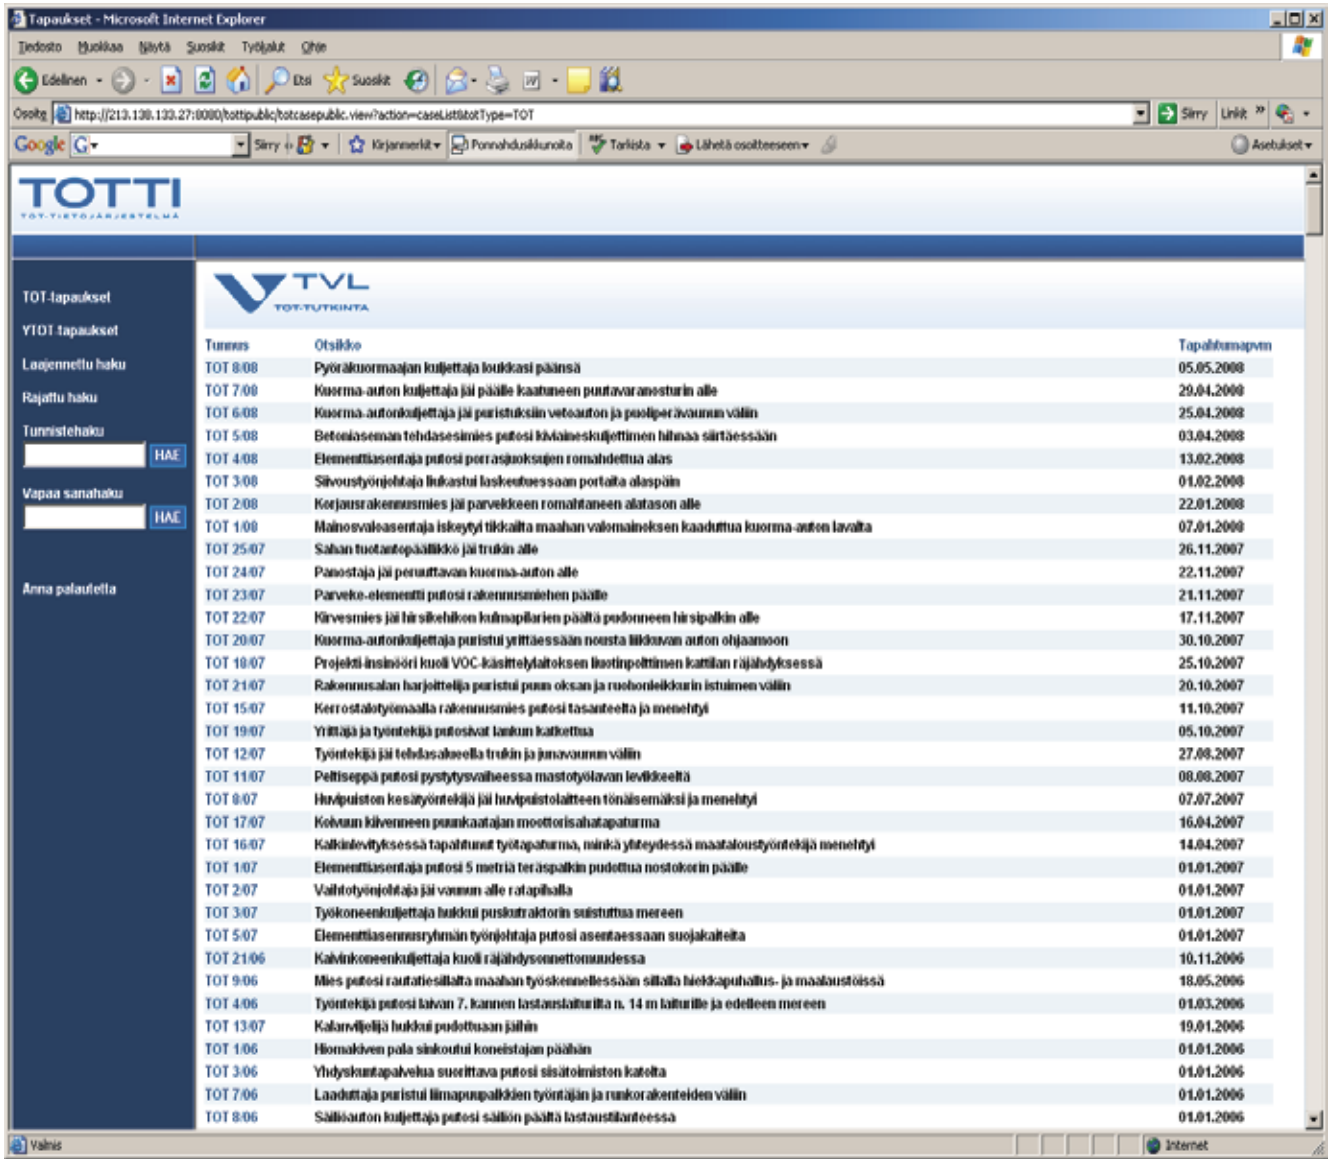 Tapaukset - Microsoft Internet Explorer
Tiedosto Muokkaa Näytä Suosikit Työkalut Ohje
Edellinen Etsi Suosikit
Osoite http://213.138.133.27:8080/tottipublic/totcasepublic.view?action=caseList&totType=TOT Siirry Linkit »
Google G Siirry Kirjanmerkit Ponnahdusikkunoita Tarkista Lähetä osoitteeseen Asetukset
TOTTI
TOT-TIETOJÄRJESTELMÄ
TVL
TOT-TUTKINTA
TOT-tapaukset
YTOT-tapaukset
Laajennettu haku
Rajattu haku
Tunnistehaku
HAE
Vapaa sanahaku
HAE
Anna palautetta
Tunnus Otsikko Tapahtumapvm
TOT 8/08 Pyöräkuormaajan kuljettaja loukkasi päänsä 05.05.2008
TOT 7/08 Kuorma-auton kuljettaja jäi päälle kaatuneen puutavaranosturin alle 29.04.2008
TOT 6/08 Kuorma-autonkuljettaja jäi puristuksiin vetoauton ja puoliperävaunun väliin 25.04.2008
TOT 5/08 Betoniaseman tehdasesimies putosi kiviaineskuljettimen hihnaa siirtäessään 03.04.2008
TOT 4/08 Elementtiasentaja putosi porrasjuoksujen romahdettua alas 13.02.2008
TOT 3/08 Siivoustyönjohtaja liukastui laskeutuessaan portaita alaspäin 01.02.2008
TOT 2/08 Korjausrakennusmies jäi parvekkeen romahtaneen alatason alle 22.01.2008
TOT 1/08 Mainosvaloasentaja iskeytyi tikkailta maahan valomainoksen kaaduttua kuorma-auton lavalta 07.01.2008
TOT 25/07 Sahan tuotantopäällikkö jäi trukin alle 26.11.2007
TOT 24/07 Panostaja jäi peruuttavan kuorma-auton alle 22.11.2007
TOT 23/07 Parveke-elementti putosi rakennusmiehen päälle 21.11.2007
TOT 22/07 Kirvesmies jäi hirsikehikon kulmapilarien päältä pudonneen hirsipalkin alle 17.11.2007
TOT 20/07 Kuorma-autonkuljettaja puristui yrittäessään nousta liikkuvan auton ohjaamoon 30.10.2007
TOT 18/07 Projekti-insinööri kuoli VOC-käsittelylaitoksen liuotinpolttimen kattilan räjähdyksessä 25.10.2007
TOT 21/07 Rakennusalan harjoittelija puristui puun oksan ja ruohonleikkurin istuimen väliin 20.10.2007
TOT 15/07 Kerrostalotyömaalla rakennusmies putosi tasanteelta ja menehtyi 11.10.2007
TOT 19/07 Yrittäjä ja työntekijä putosivat lankun katkettua 05.10.2007
TOT 12/07 Työntekijä jäi tehdasalueella trukin ja junavaunun väliin 27.08.2007
TOT 11/07 Peltiseppä putosi pystytysvaiheessa mastotyölavan levikkeeltä 08.08.2007
TOT 8/07 Huvipuiston kesätyöntekijä jäi huvipuistolaitteen tönäisemäksi ja menehtyi 07.07.2007
TOT 17/07 Koivuun kiivenneen puunkaatajan moottorisahatapaturma 16.04.2007
TOT 16/07 Kalkinlevityksessä tapahtunut työtapaturma, minkä yhteydessä maataloustyöntekijä menehtyi 14.04.2007
TOT 1/07 Elementtiasentaja putosi 5 metriä teräspalkin pudottua nostokorin päälle 01.01.2007
TOT 2/07 Vaihtotyönjohtaja jäi vaunun alle ratapihalla 01.01.2007
TOT 3/07 Työkoneenkuljettaja hukkui puskutraktorin suistuttua mereen 01.01.2007
TOT 5/07 Elementtiasennusryhmän työnjohtaja putosi asentaessaan suojakaiteita 01.01.2007
TOT 21/06 Kaivinkoneenkuljettaja kuoli räjähdysonnettomuudessa 10.11.2006
TOT 9/06 Mies putosi rautatiesillalta maahan työskennellessään sillalla hiekkapuhallus- ja maalaustöissä 18.05.2006
TOT 4/06 Työntekijä putosi laivan 7. kannen lastauslaiturilta n. 14 m laiturille ja edelleen mereen 01.03.2006
TOT 13/07 Kalanviljelijä hukkui pudottuaan jäihin 19.01.2006
TOT 1/06 Hiomakiven pala sinkoutui koneistajan päähän 01.01.2006
TOT 3/06 Yhdyskuntapalvelua suorittava putosi sisätoimiston katolta 01.01.2006
TOT 7/06 Laaduttaja puristui liimapuupalkkien työntäjän ja runkorakenteiden väliin 01.01.2006
TOT 8/06 Säiliöauton kuljettaja putosi säiliön päältä lastaustilanteessa 01.01.2006
Valmis Internet